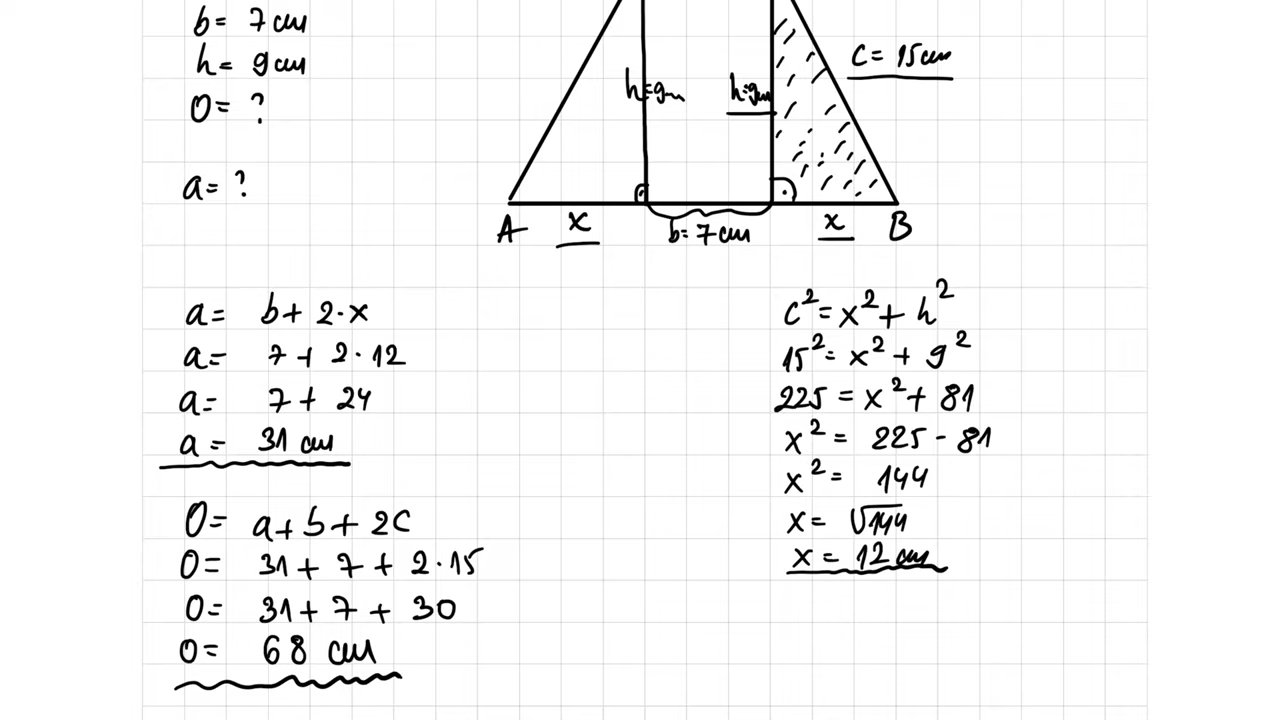 b = 7 cm
h = 9 cm
O = ?
a = ?
h = 9cm
h = 9cm
c = 15 cm
A
x
b = 7 cm
x
B
a = b + 2 · x
a = 7 + 2 · 12
a = 7 + 24
a = 31 cm
O = a + b + 2c
O = 31 + 7 + 2 · 15
O = 31 + 7 + 30
O = 68 cm
c² = x² + h²
15² = x² + 9²
225 = x² + 81
x² = 225 - 81
x² = 144
x = √144
x = 12 cm